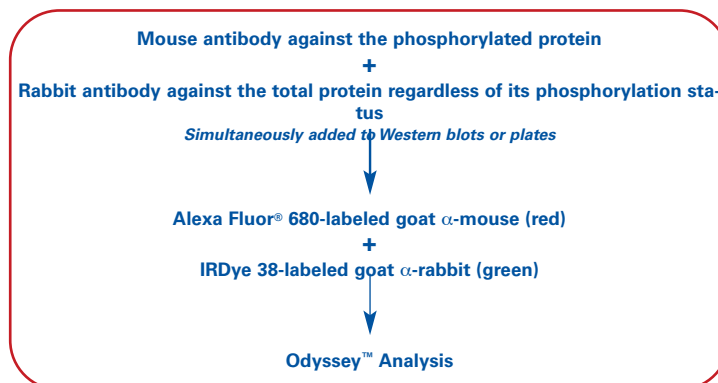 Mouse antibody against the phosphorylated protein
+
Rabbit antibody against the total protein regardless of its phosphorylation sta-
tus
Simultaneously added to Western blots or plates
Alexa Fluor® 680-labeled goat α-mouse (red)
+
IRDye 38-labeled goat α-rabbit (green)
Odyssey™ Analysis